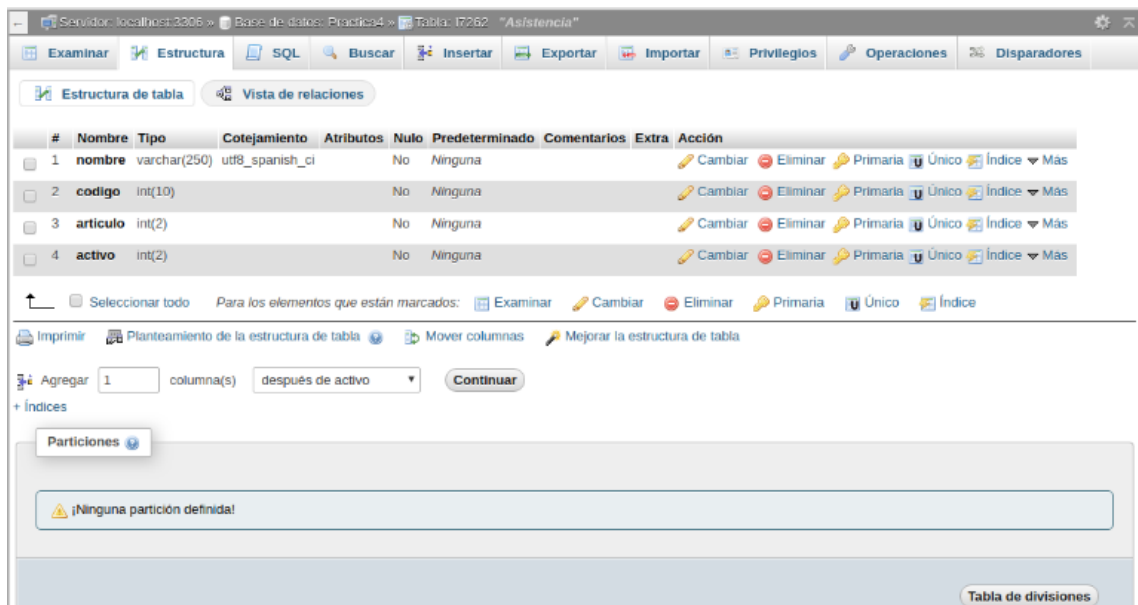 Servidor: localhost:3306 » Base de datos: Practica4 » Tabla: I7262 "Asistencia"
Examinar Estructura SQL Buscar Insertar Exportar Importar Privilegios Operaciones Disparadores
Estructura de tabla Vista de relaciones
# Nombre Tipo Cotejamiento Atributos Nulo Predeterminado Comentarios Extra Acción
1 nombre varchar(250) utf8_spanish_ci No Ninguna Cambiar Eliminar Primaria Único Índice Más
2 codigo int(10) No Ninguna Cambiar Eliminar Primaria Único Índice Más
3 articulo int(2) No Ninguna Cambiar Eliminar Primaria Único Índice Más
4 activo int(2) No Ninguna Cambiar Eliminar Primaria Único Índice Más
Seleccionar todo Para los elementos que están marcados: Examinar Cambiar Eliminar Primaria Único Índice
Imprimir Planteamiento de la estructura de tabla Mover columnas Mejorar la estructura de tabla
Agregar 1 columna(s) después de activo Continuar
+ Índices
Particiones
¡Ninguna partición definida!
Tabla de divisiones